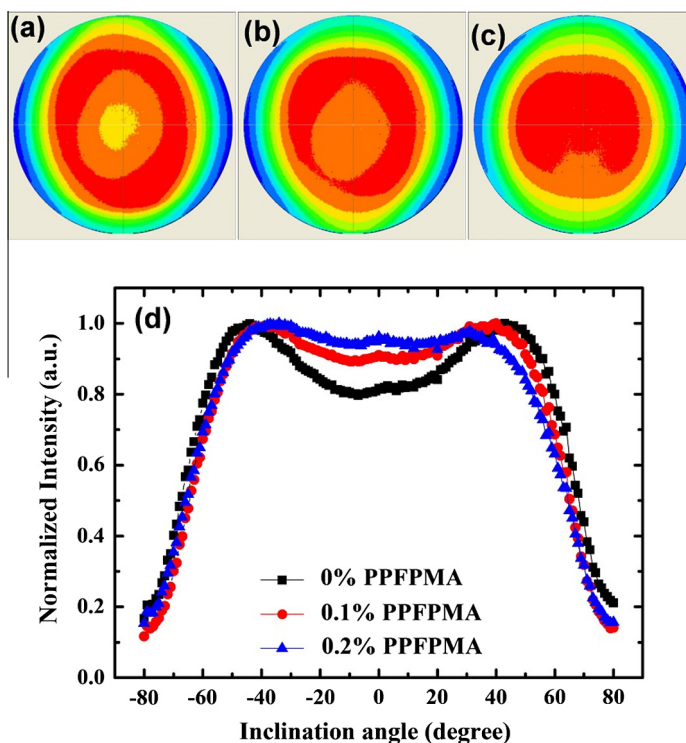 (a)
(b)
(c)
(d)
Normalized Intensity (a.u.)
1.0
0.8
0.6
0.4
0.2
0.0
0% PPFPMA
0.1% PPFPMA
0.2% PPFPMA
-80 -60 -40 -20 0 20 40 60 80
Inclination angle (degree)